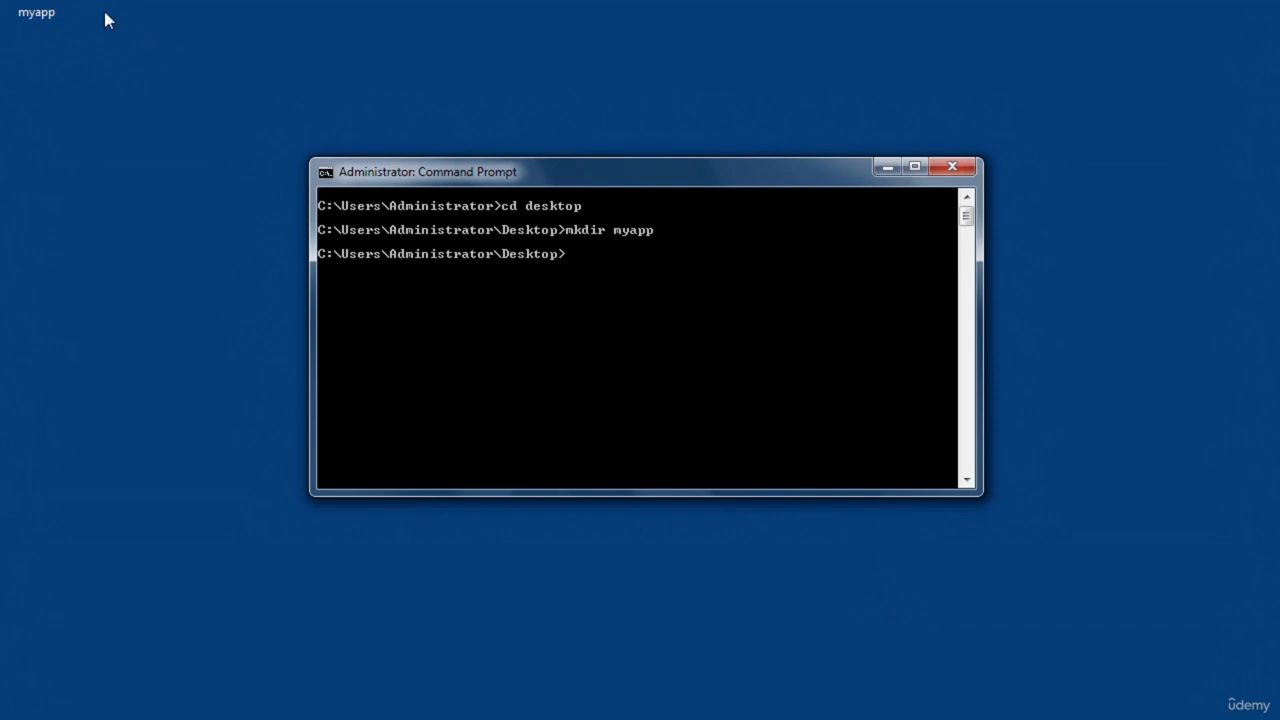 myapp
C:\. Administrator: Command Prompt
C:\Users\Administrator>cd desktop
C:\Users\Administrator\Desktop>mkdir myapp
C:\Users\Administrator\Desktop>
ûdemy